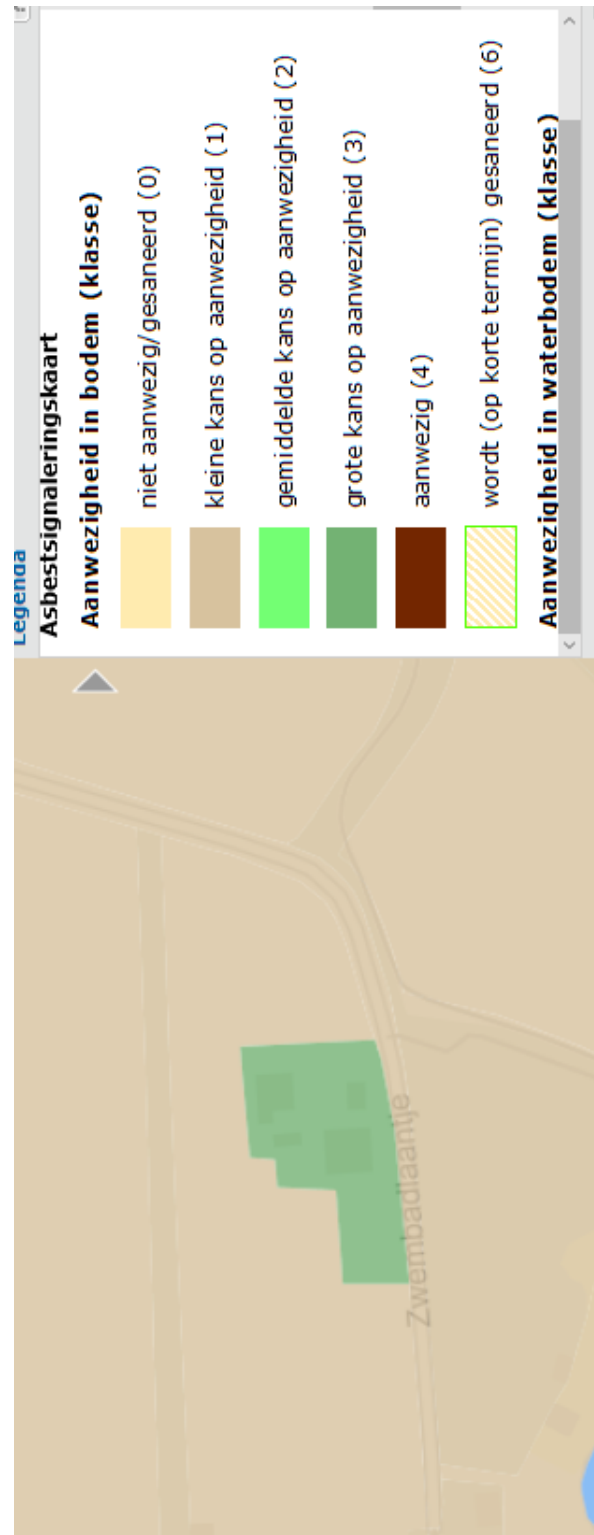 Legenda
Asbestsignaleringskaart
Aanwezigheid in bodem (klasse)
niet aanwezig/gesaneerd (0)
kleine kans op aanwezigheid (1)
gemiddelde kans op aanwezigheid (2)
grote kans op aanwezigheid (3)
aanwezig (4)
wordt (op korte termijn) gesaneerd (6)
Aanwezigheid in waterbodem (klasse)
Zwembadlaantje